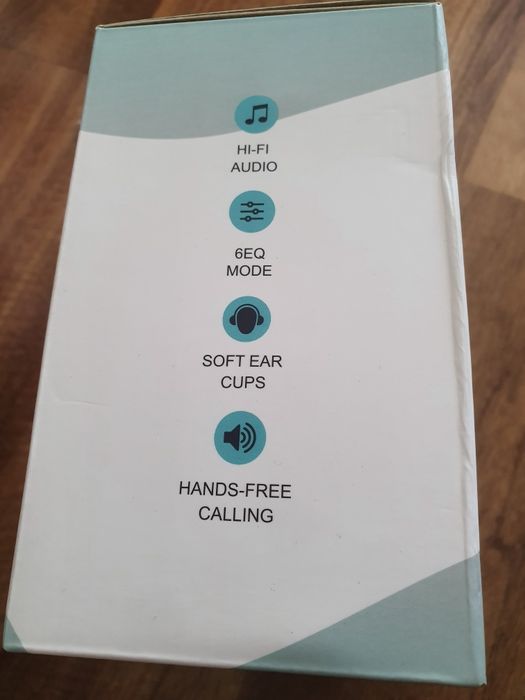 HI-FI
AUDIO
6EQ
MODE
SOFT EAR
CUPS
HANDS-FREE
CALLING